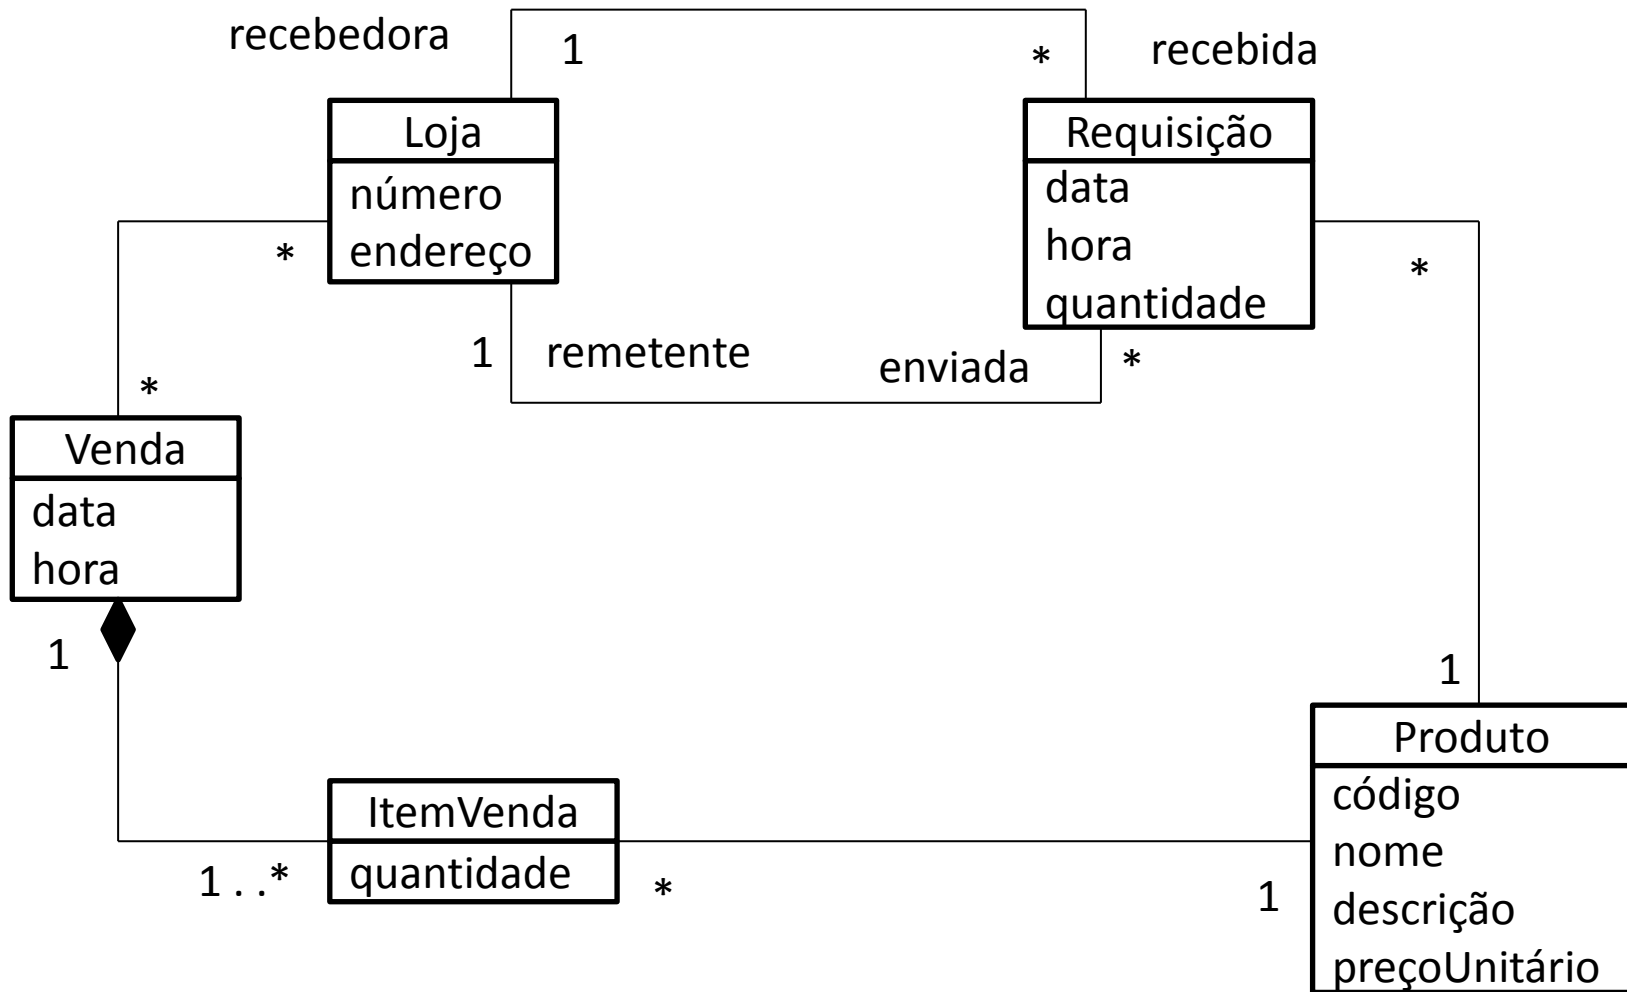 recebedora
1
*
recebida
Loja
número
endereço
Requisição
data
hora
quantidade
*
*
1
remetente
enviada
*
*
Venda
data
hora
1
1
Produto
código
nome
descrição
preçoUnitário
ItemVenda
quantidade
1 . .*
*
1